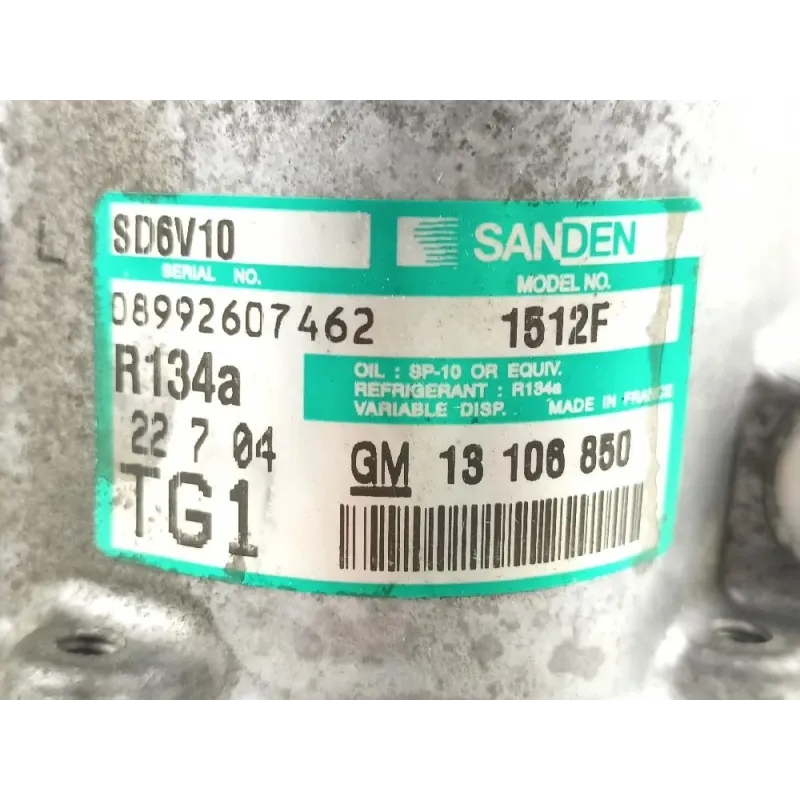 SD6V10
SANDEN
SERIAL NO.
MODEL NO.
08992607462
1512F
R134a
OIL : SP-10 OR EQUIV.
REFRIGERANT : R134a
VARIABLE DISP. MADE IN FRANCE
22 7 04
GM 13 106 850
TG1